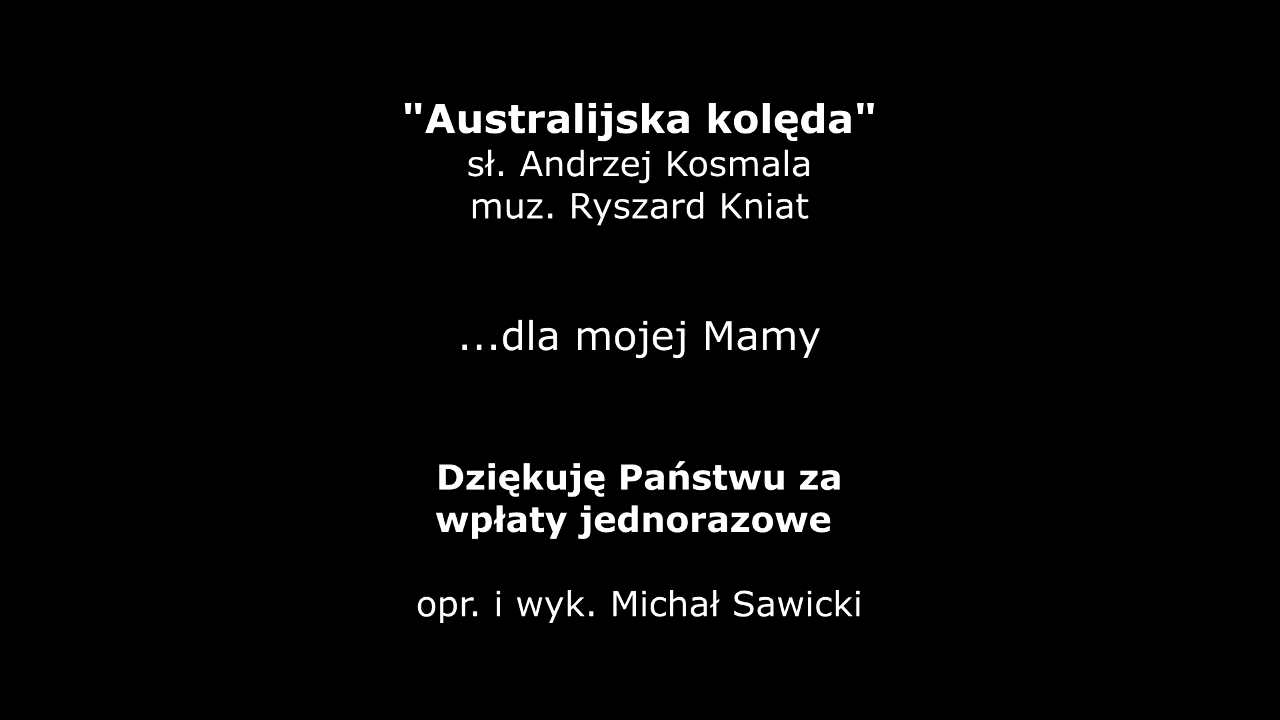 "Australijska kolęda"
sł. Andrzej Kosmala
muz. Ryszard Kniat
...dla mojej Mamy
Dziękuję Państwu za
wpłaty jednorazowe
opr. i wyk. Michał Sawicki